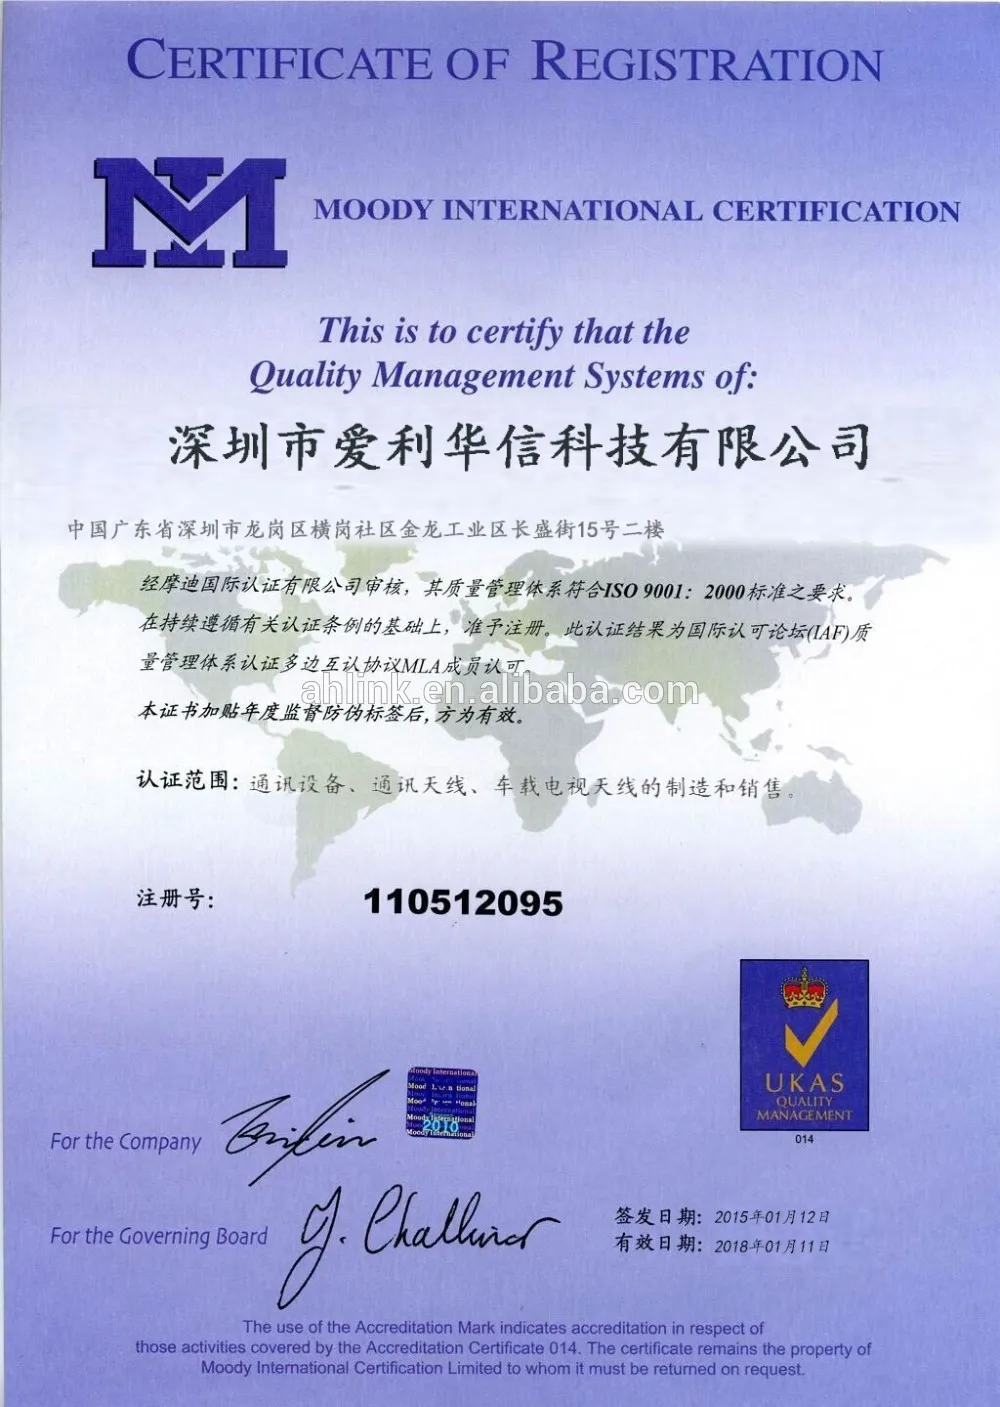 CERTIFICATE OF REGISTRATION
MOODY INTERNATIONAL CERTIFICATION
This is to certify that the
Quality Management Systems of:
深圳市爱利华信科技有限公司
中国广东省深圳市龙岗区横岗社区金龙工业区长盛街15号二楼
经摩迪国际认证有限公司审核，其质量管理体系符合ISO 9001：2000标准之要求。
在持续遵循有关认证条例的基础上，准予注册。此认证结果为国际认可论坛(IAF)质
量管理体系认证多边互认协议MLA成员认可。
ahlink.en.alibaba.com
本证书加贴年度监督防伪标签后，方为有效。
认证范围：通讯设备、通讯天线、车载电视天线的制造和销售。
注册号：110512095
UKAS
QUALITY
MANAGEMENT
014
Moody International
2010
Moody International
For the Company
For the Governing Board
签发日期：2015年01月12日
有效日期：2018年01月11日
The use of the Accreditation Mark indicates accreditation in respect of
those activities covered by the Accreditation Certificate 014. The certificate remains the property of
Moody International Certification Limited to whom it must be returned on request.